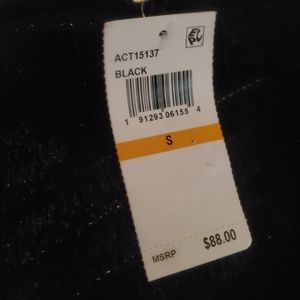 ACT15137
BLACK
1 91293 06155 4
S
MSRP $88.00